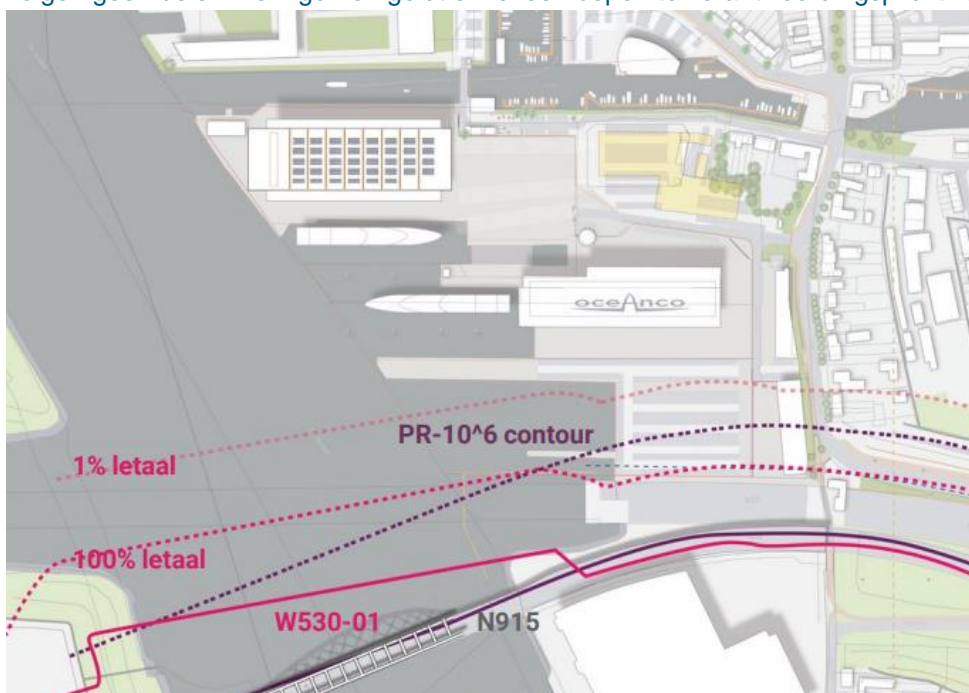 oceAnco
PR-10^6 contour
1% letaal
100% letaal
W530-01
N915